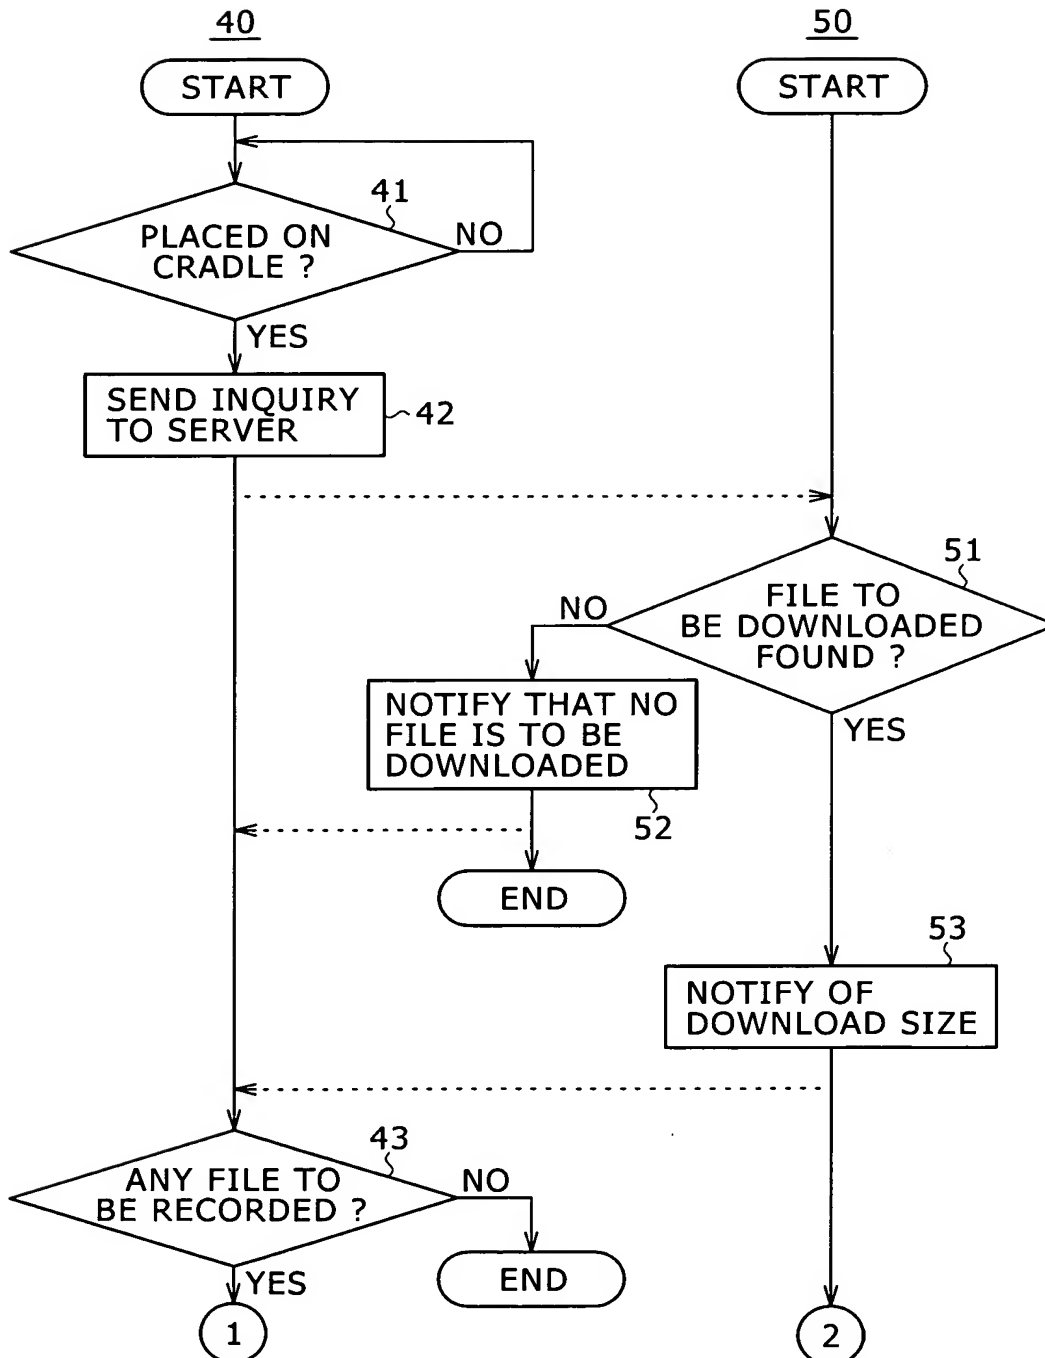 40
50
START
START
41
PLACED ON
CRADLE ?
NO
YES
SEND INQUIRY
TO SERVER
42
51
FILE TO
BE DOWNLOADED
FOUND ?
NO
YES
NOTIFY THAT NO
FILE IS TO BE
DOWNLOADED
52
END
53
NOTIFY OF
DOWNLOAD SIZE
43
ANY FILE TO
BE RECORDED ?
NO
END
YES
1
2